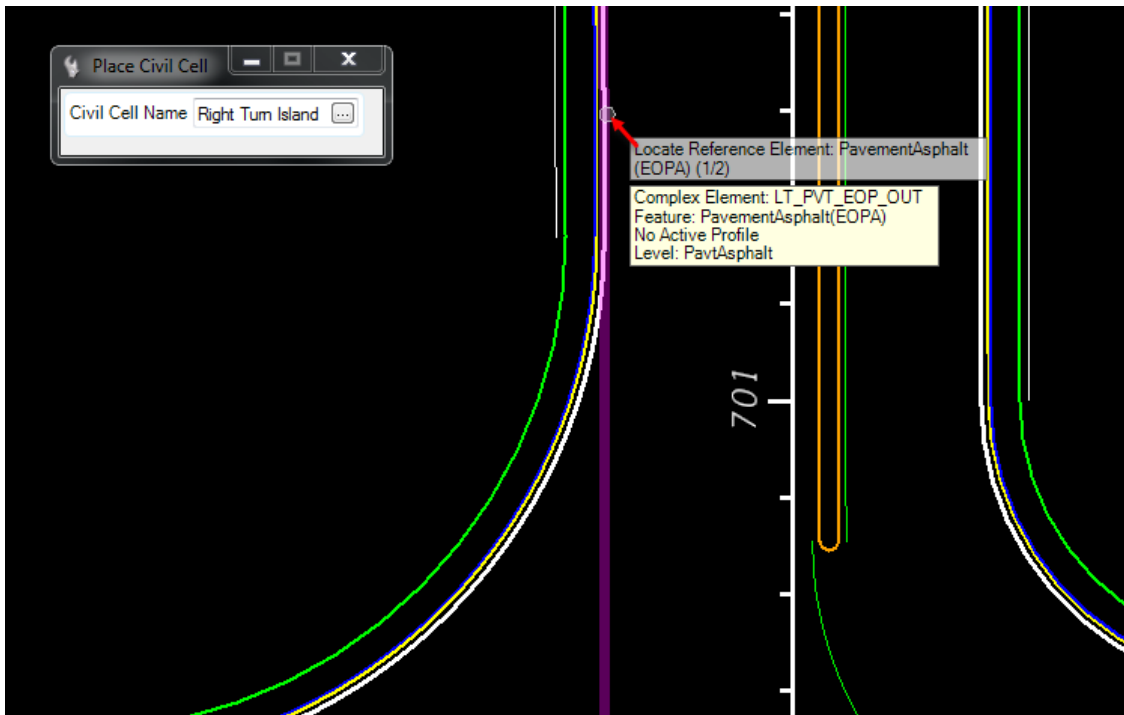 Place Civil Cell
Civil Cell Name Right Turn Island ...
Locate Reference Element: PavementAsphalt
(EOPA) (1/2)
Complex Element: LT_PVT_EOP_OUT
Feature: PavementAsphalt(EOPA)
No Active Profile
Level: PavtAsphalt
701